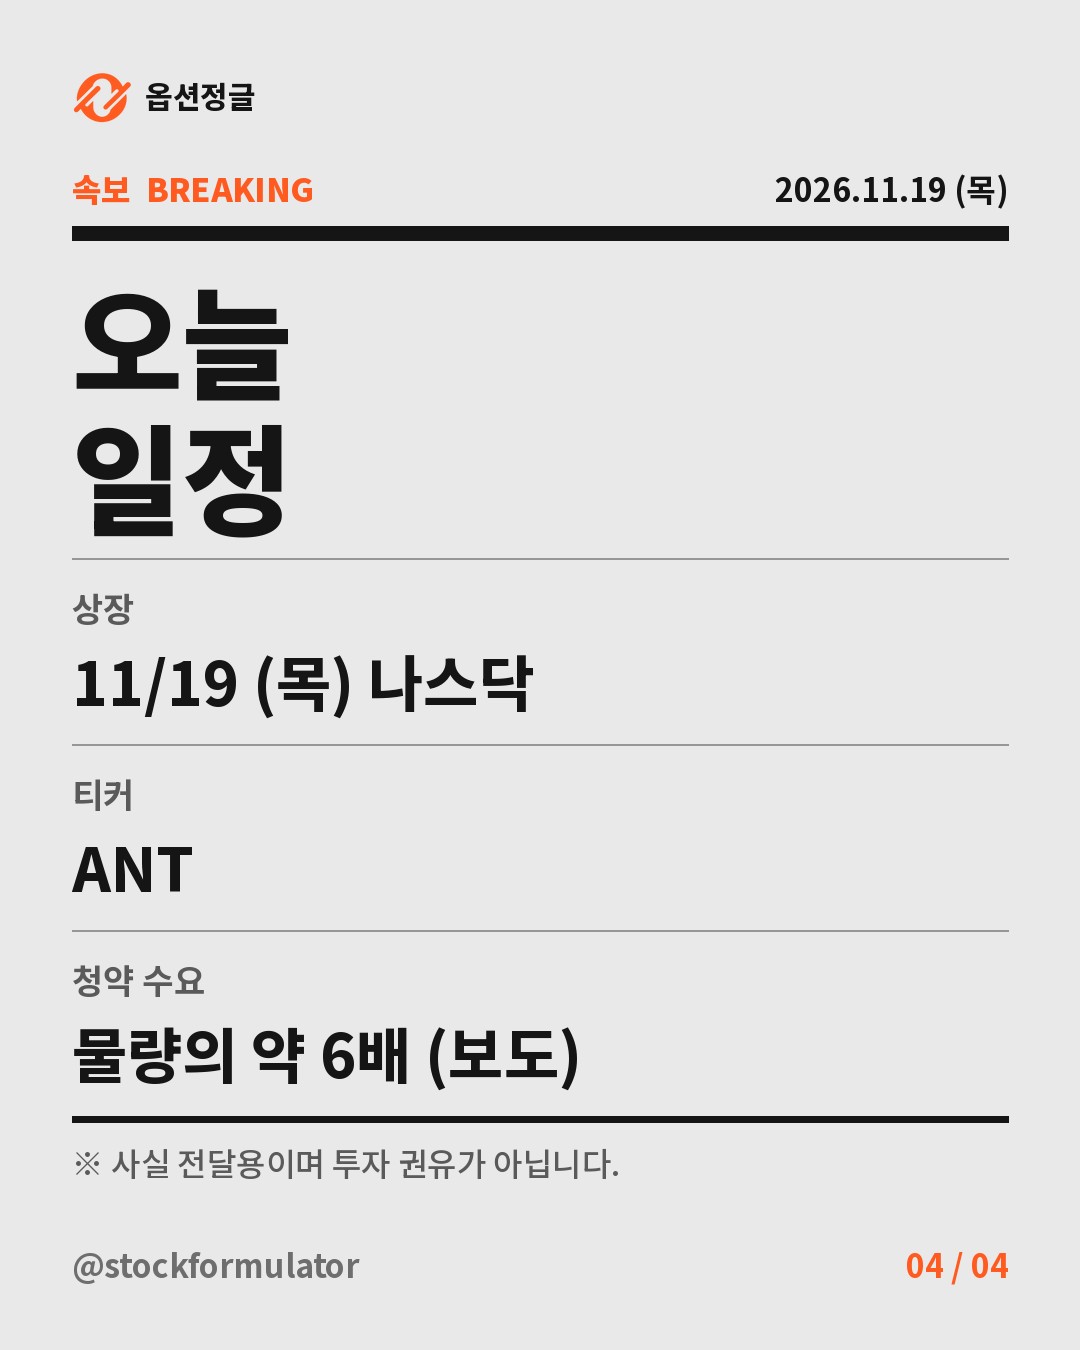 옵션정글
속보 BREAKING
2026.11.19 (목)
오늘
일정
상장
11/19 (목) 나스닥
티커
ANT
청약 수요
물량의 약 6배 (보도)
※ 사실 전달용이며 투자 권유가 아닙니다.
@stockformulator
04 / 04